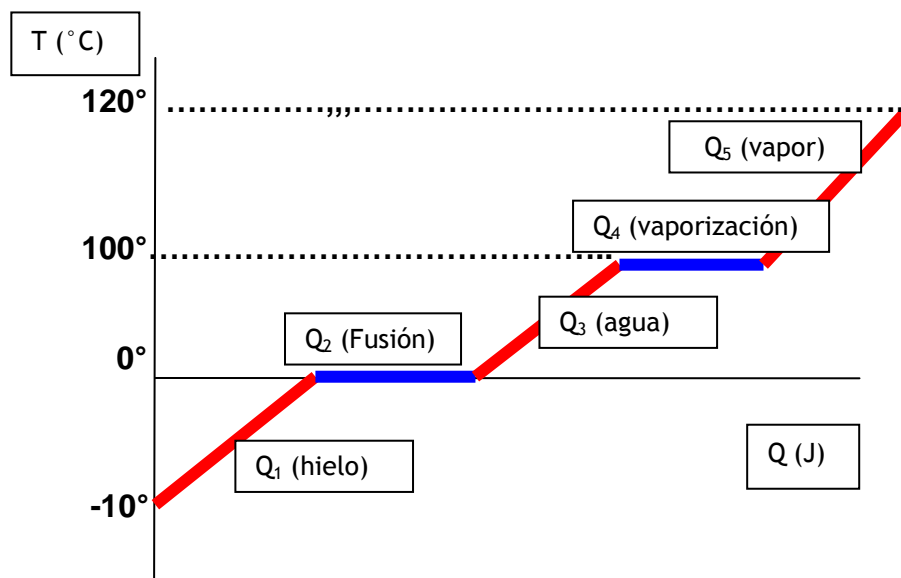 T (°C)
120°
,,,
Q₅ (vapor)
Q₄ (vaporización)
100°
Q₃ (agua)
Q₂ (Fusión)
0°
Q₁ (hielo)
Q (J)
-10°